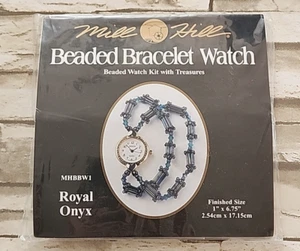 Mill Hill
Beaded Bracelet Watch
Beaded Watch Kit with Treasures
MHBBW1
Royal
Onyx
Finished Size
1" x 6.75"
2.54cm x 17.15cm